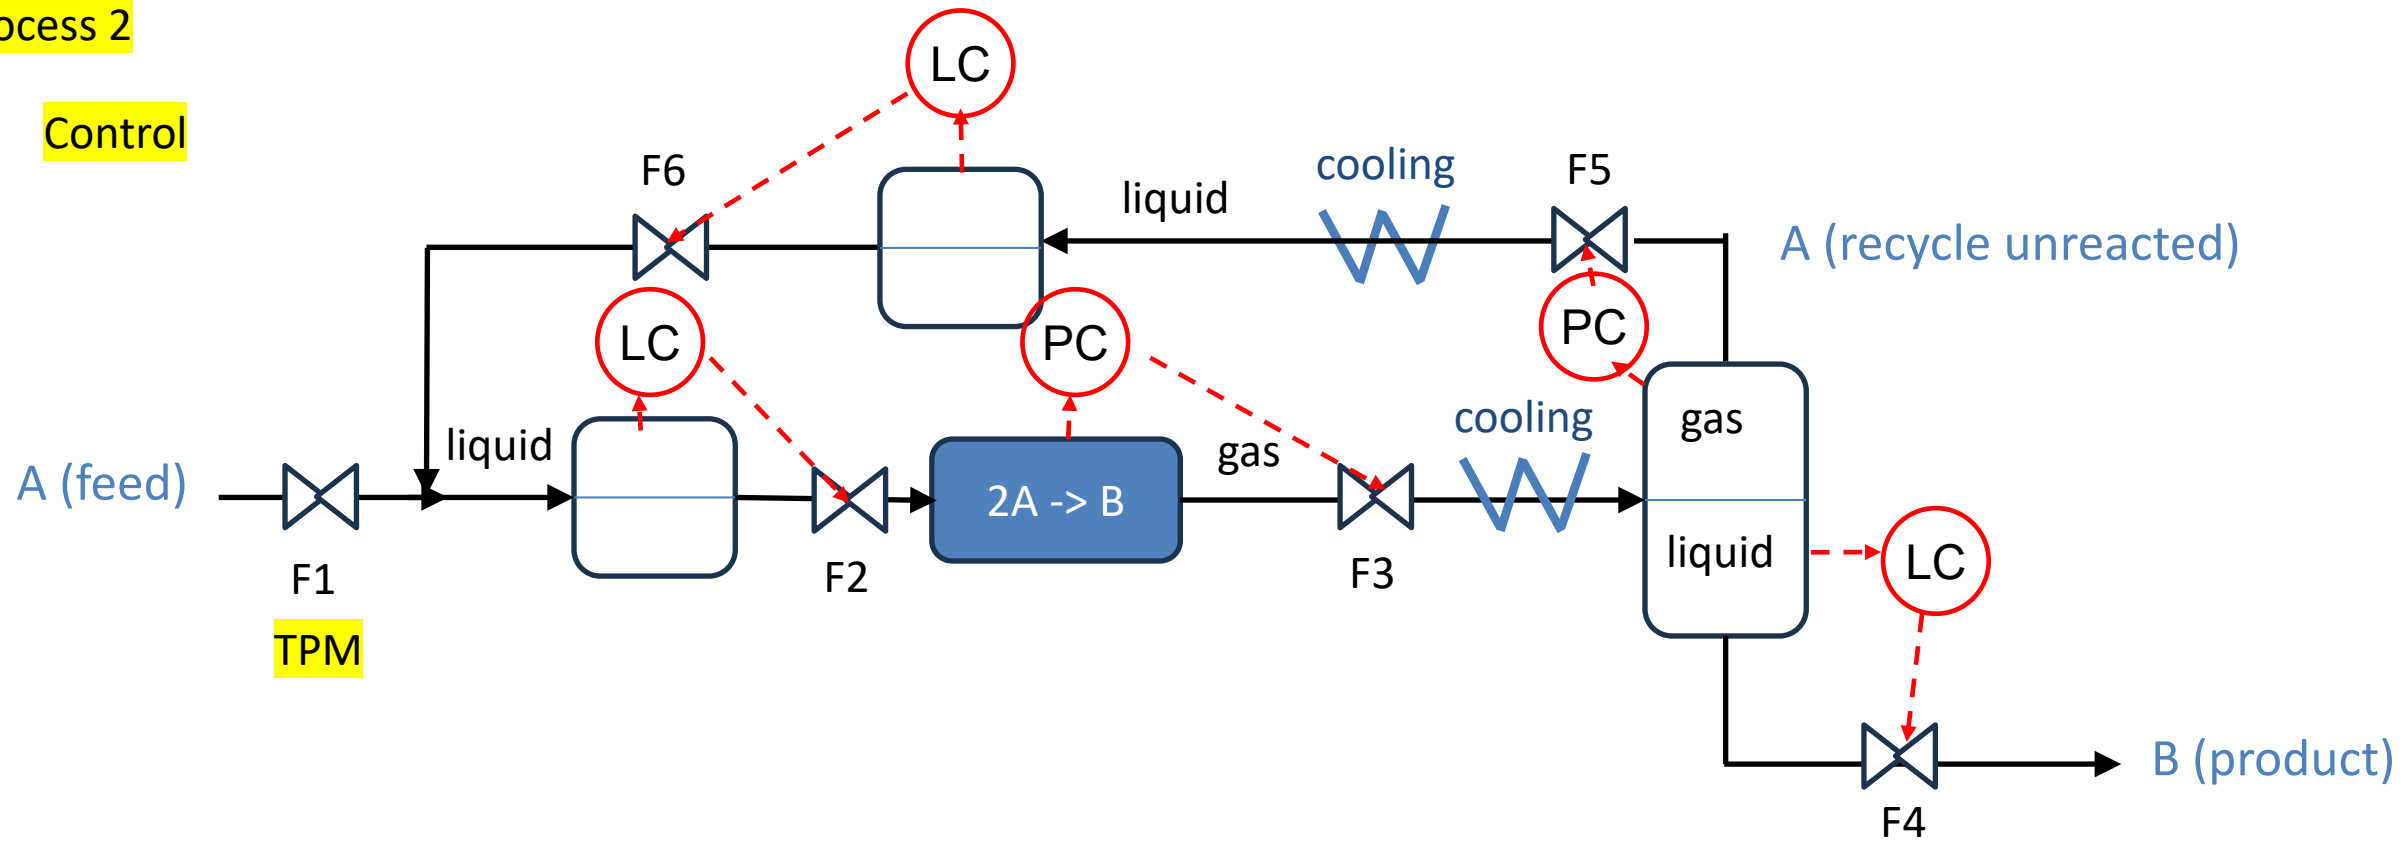 ocess 2
LC
Control
F6
cooling
F5
liquid
A (recycle unreacted)
LC
PC
PC
gas
cooling
liquid
A (feed)
gas
2A -> B
liquid
LC
F1
F2
F3
TPM
B (product)
F4